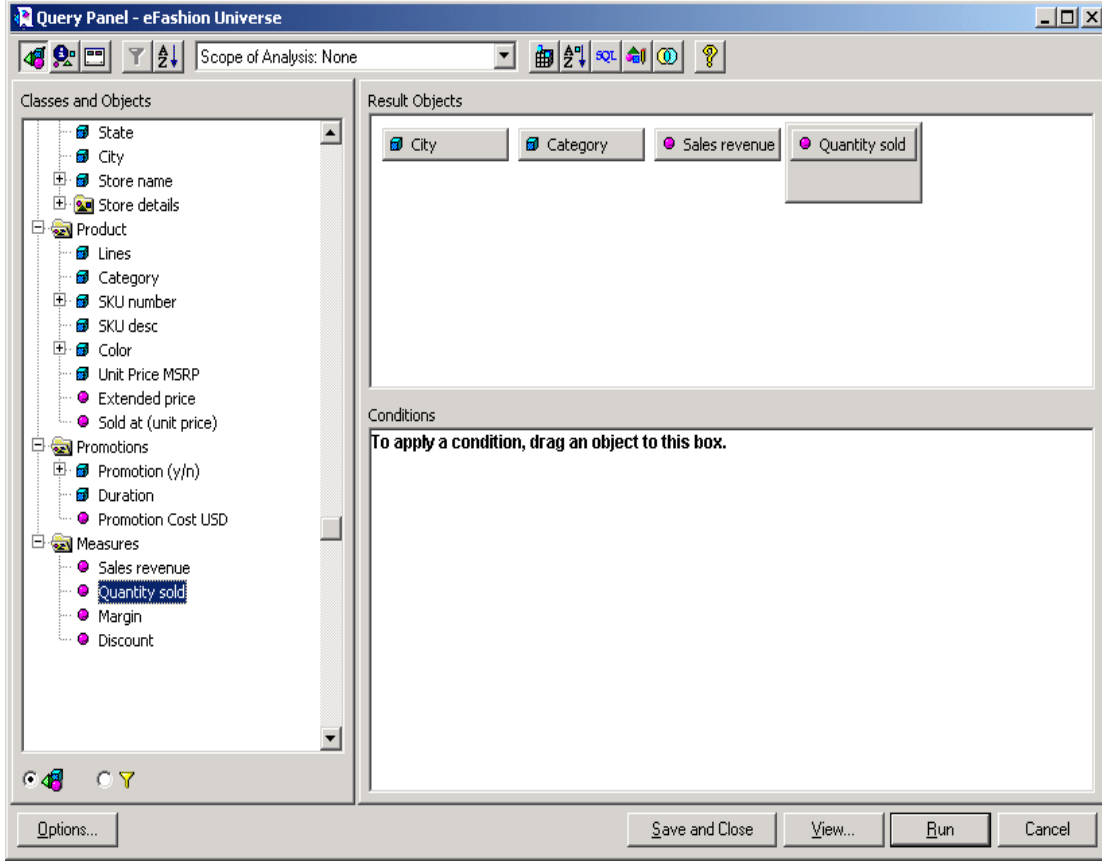 Query Panel - eFashion Universe
Scope of Analysis: None
SQL
Classes and Objects
State
City
Store name
Store details
Product
Lines
Category
SKU number
SKU desc
Color
Unit Price MSRP
Extended price
Sold at (unit price)
Promotions
Promotion (y/n)
Duration
Promotion Cost USD
Measures
Sales revenue
Quantity sold
Margin
Discount
Result Objects
City Category Sales revenue Quantity sold
Conditions
To apply a condition, drag an object to this box.
Options... Save and Close View... Run Cancel